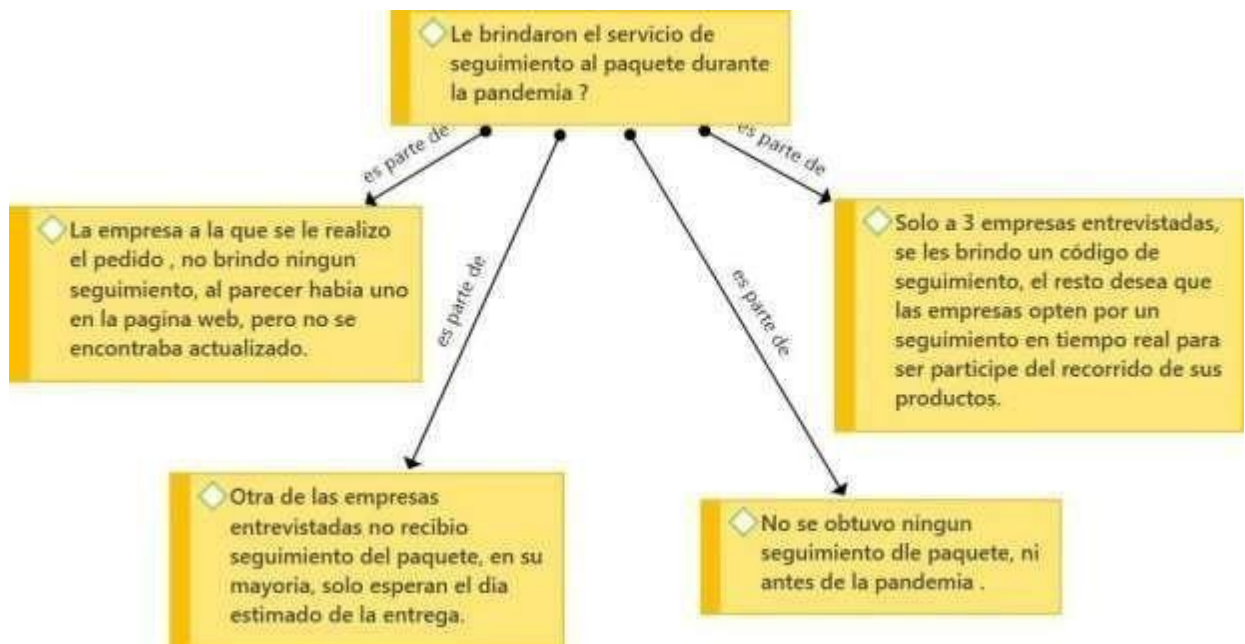 Le brindaron el servicio de
seguimiento al paquete durante
la pandemia ?
es parte de
es parte de
es parte de
es parte de
La empresa a la que se le realizo
el pedido , no brindo ningun
seguimiento, al parecer habia uno
en la pagina web, pero no se
encontraba actualizado.
Solo a 3 empresas entrevistadas,
se les brindo un código de
seguimiento, el resto desea que
las empresas opten por un
seguimiento en tiempo real para
ser participe del recorrido de sus
productos.
Otra de las empresas
entrevistadas no recibio
seguimiento del paquete, en su
mayoria, solo esperan el dia
estimado de la entrega.
No se obtuvo ningun
seguimiento dle paquete, ni
antes de la pandemia .